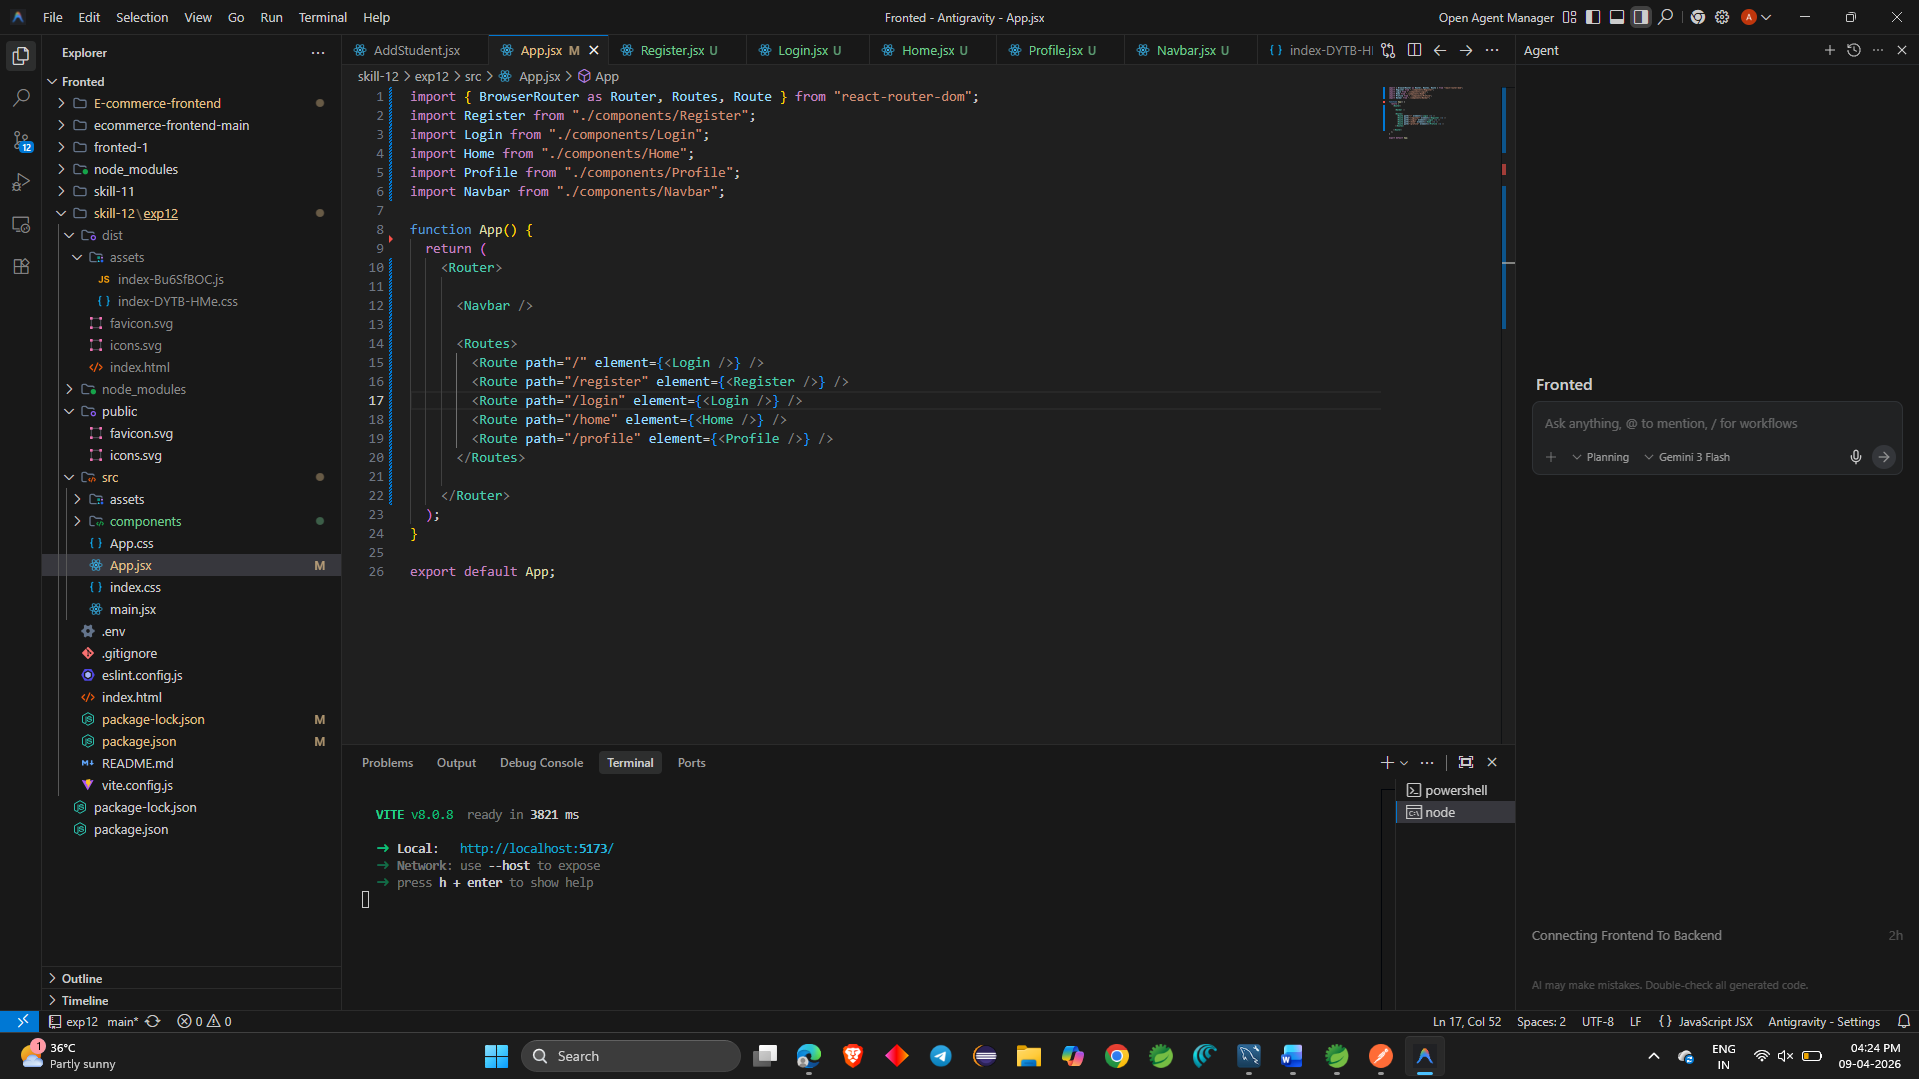 File Edit Selection View Go Run Terminal Help
Fronted - Antigravity - App.jsx
Open Agent Manager
A
Explorer
Fronted
E-commerce-frontend
ecommerce-frontend-main
fronted-1
node_modules
skill-11
skill-12\exp12
dist
assets
JS index-Bu6SfBOC.js
{ } index-DYTB-HMe.css
favicon.svg
icons.svg
</> index.html
node_modules
public
favicon.svg
icons.svg
src
assets
components
{ } App.css
App.jsx M
{ } index.css
main.jsx
.env
.gitignore
eslint.config.js
</> index.html
package-lock.json M
package.json M
M+ README.md
vite.config.js
package-lock.json
package.json
Outline
Timeline
12
AddStudent.jsx
App.jsx M
Register.jsx U
Login.jsx U
Home.jsx U
Profile.jsx U
Navbar.jsx U
{ } index-DYTB-H
skill-12 > exp12 > src > App.jsx > App
1 import { BrowserRouter as Router, Routes, Route } from "react-router-dom";
2 import Register from "./components/Register";
3 import Login from "./components/Login";
4 import Home from "./components/Home";
5 import Profile from "./components/Profile";
6 import Navbar from "./components/Navbar";
7
8 function App() {
9 return (
10 <Router>
11
12 <Navbar />
13
14 <Routes>
15 <Route path="/" element={<Login />} />
16 <Route path="/register" element={<Register />} />
17 <Route path="/login" element={<Login />} />
18 <Route path="/home" element={<Home />} />
19 <Route path="/profile" element={<Profile />} />
20 </Routes>
21
22 </Router>
23 );
24 }
25
26 export default App;
Problems Output Debug Console Terminal Ports
VITE v8.0.8 ready in 3821 ms
→ Local: http://localhost:5173/
→ Network: use --host to expose
→ press h + enter to show help
powershell
node
Agent
Fronted
Ask anything, @ to mention, / for workflows
Planning
Gemini 3 Flash
Connecting Frontend To Backend 2h
AI may make mistakes. Double-check all generated code.
exp12 main* 0 0
Ln 17, Col 52 Spaces: 2 UTF-8 LF { } JavaScript JSX Antigravity - Settings
1
36°C
Partly sunny
Search
ENG
IN
04:24 PM
09-04-2026